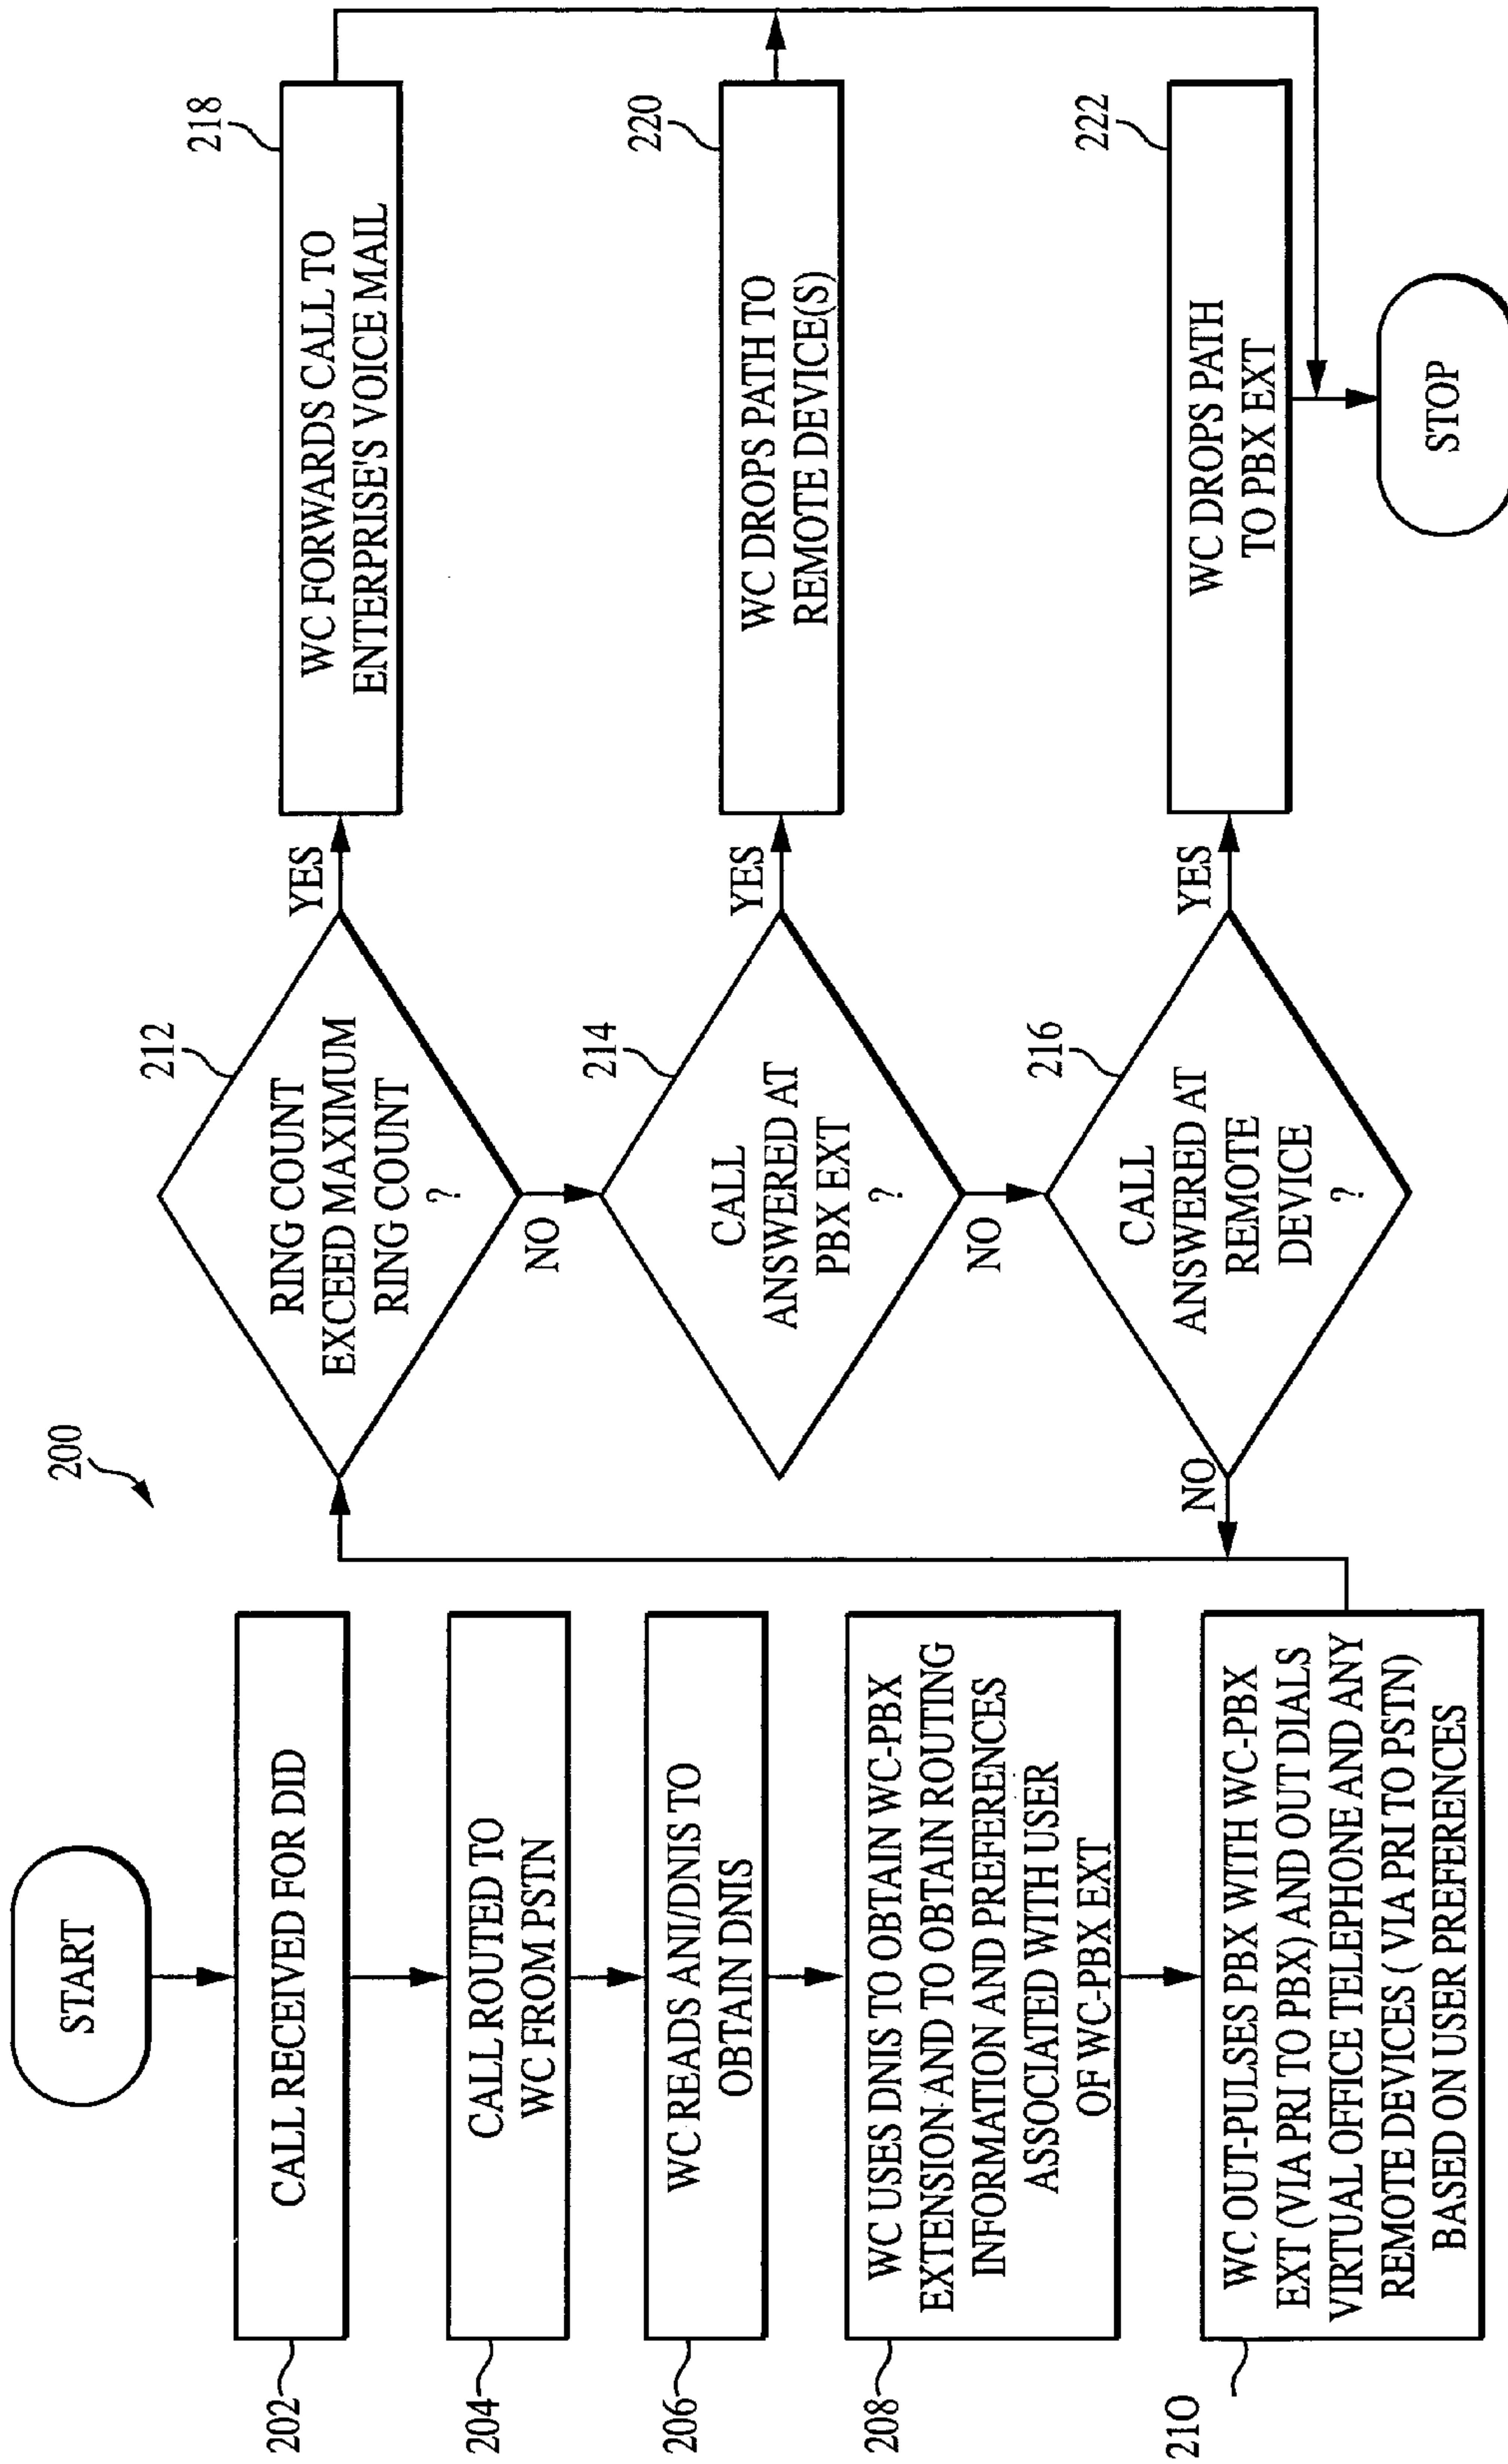 200
START
202
CALL RECEIVED FOR DID
204
CALL ROUTED TO
WC FROM PSTN
206
WC READS ANI/DNIS TO
OBTAIN DNIS
208
WC USES DNIS TO OBTAIN WC-PBX
EXTENSION AND TO OBTAIN ROUTING
INFORMATION AND PREFERENCES
ASSOCIATED WITH USER
OF WC-PBX EXT
210
WC OUT-PULSES PBX WITH WC-PBX
EXT (VIA PRI TO PBX) AND OUT DIALS
VIRTUAL OFFICE TELEPHONE AND ANY
REMOTE DEVICES ( VIA PRI TO PSTN)
BASED ON USER PREFERENCES
212
RING COUNT
EXCEED MAXIMUM
RING COUNT
?
YES
NO
218
WC FORWARDS CALL TO
ENTERPRISE'S VOICE MAIL
214
CALL
ANSWERED AT
PBX EXT
?
YES
NO
220
WC DROPS PATH TO
REMOTE DEVICE(S)
216
CALL
ANSWERED AT
REMOTE
DEVICE
?
NO
YES
222
WC DROPS PATH
TO PBX EXT
STOP